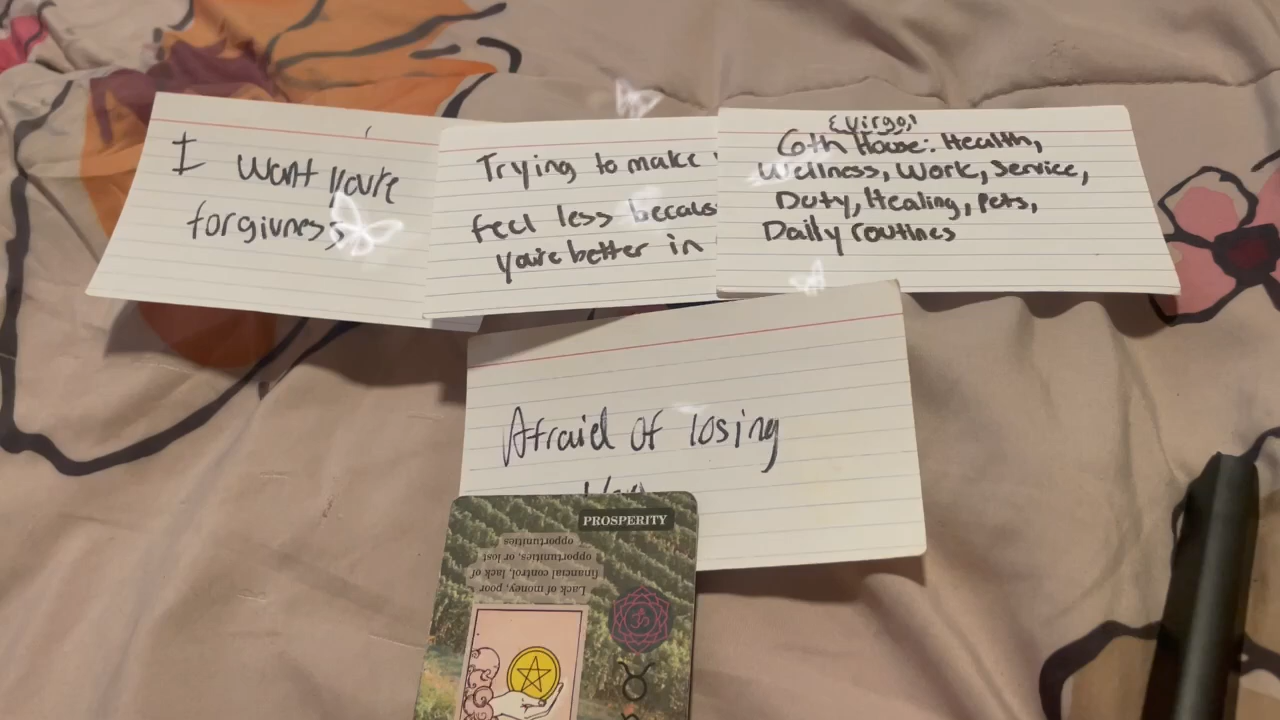 I want you're
forgivness
Trying to make
feel less becaus
you're better in
(Virgo)
6th House: Health,
Wellness, Work, Service,
Duty, Healing, Pets,
Daily routines
Afraid of losing
PROSPERITY
Lack of money, poor
financial control, lack of
opportunities, or lost
opportunities